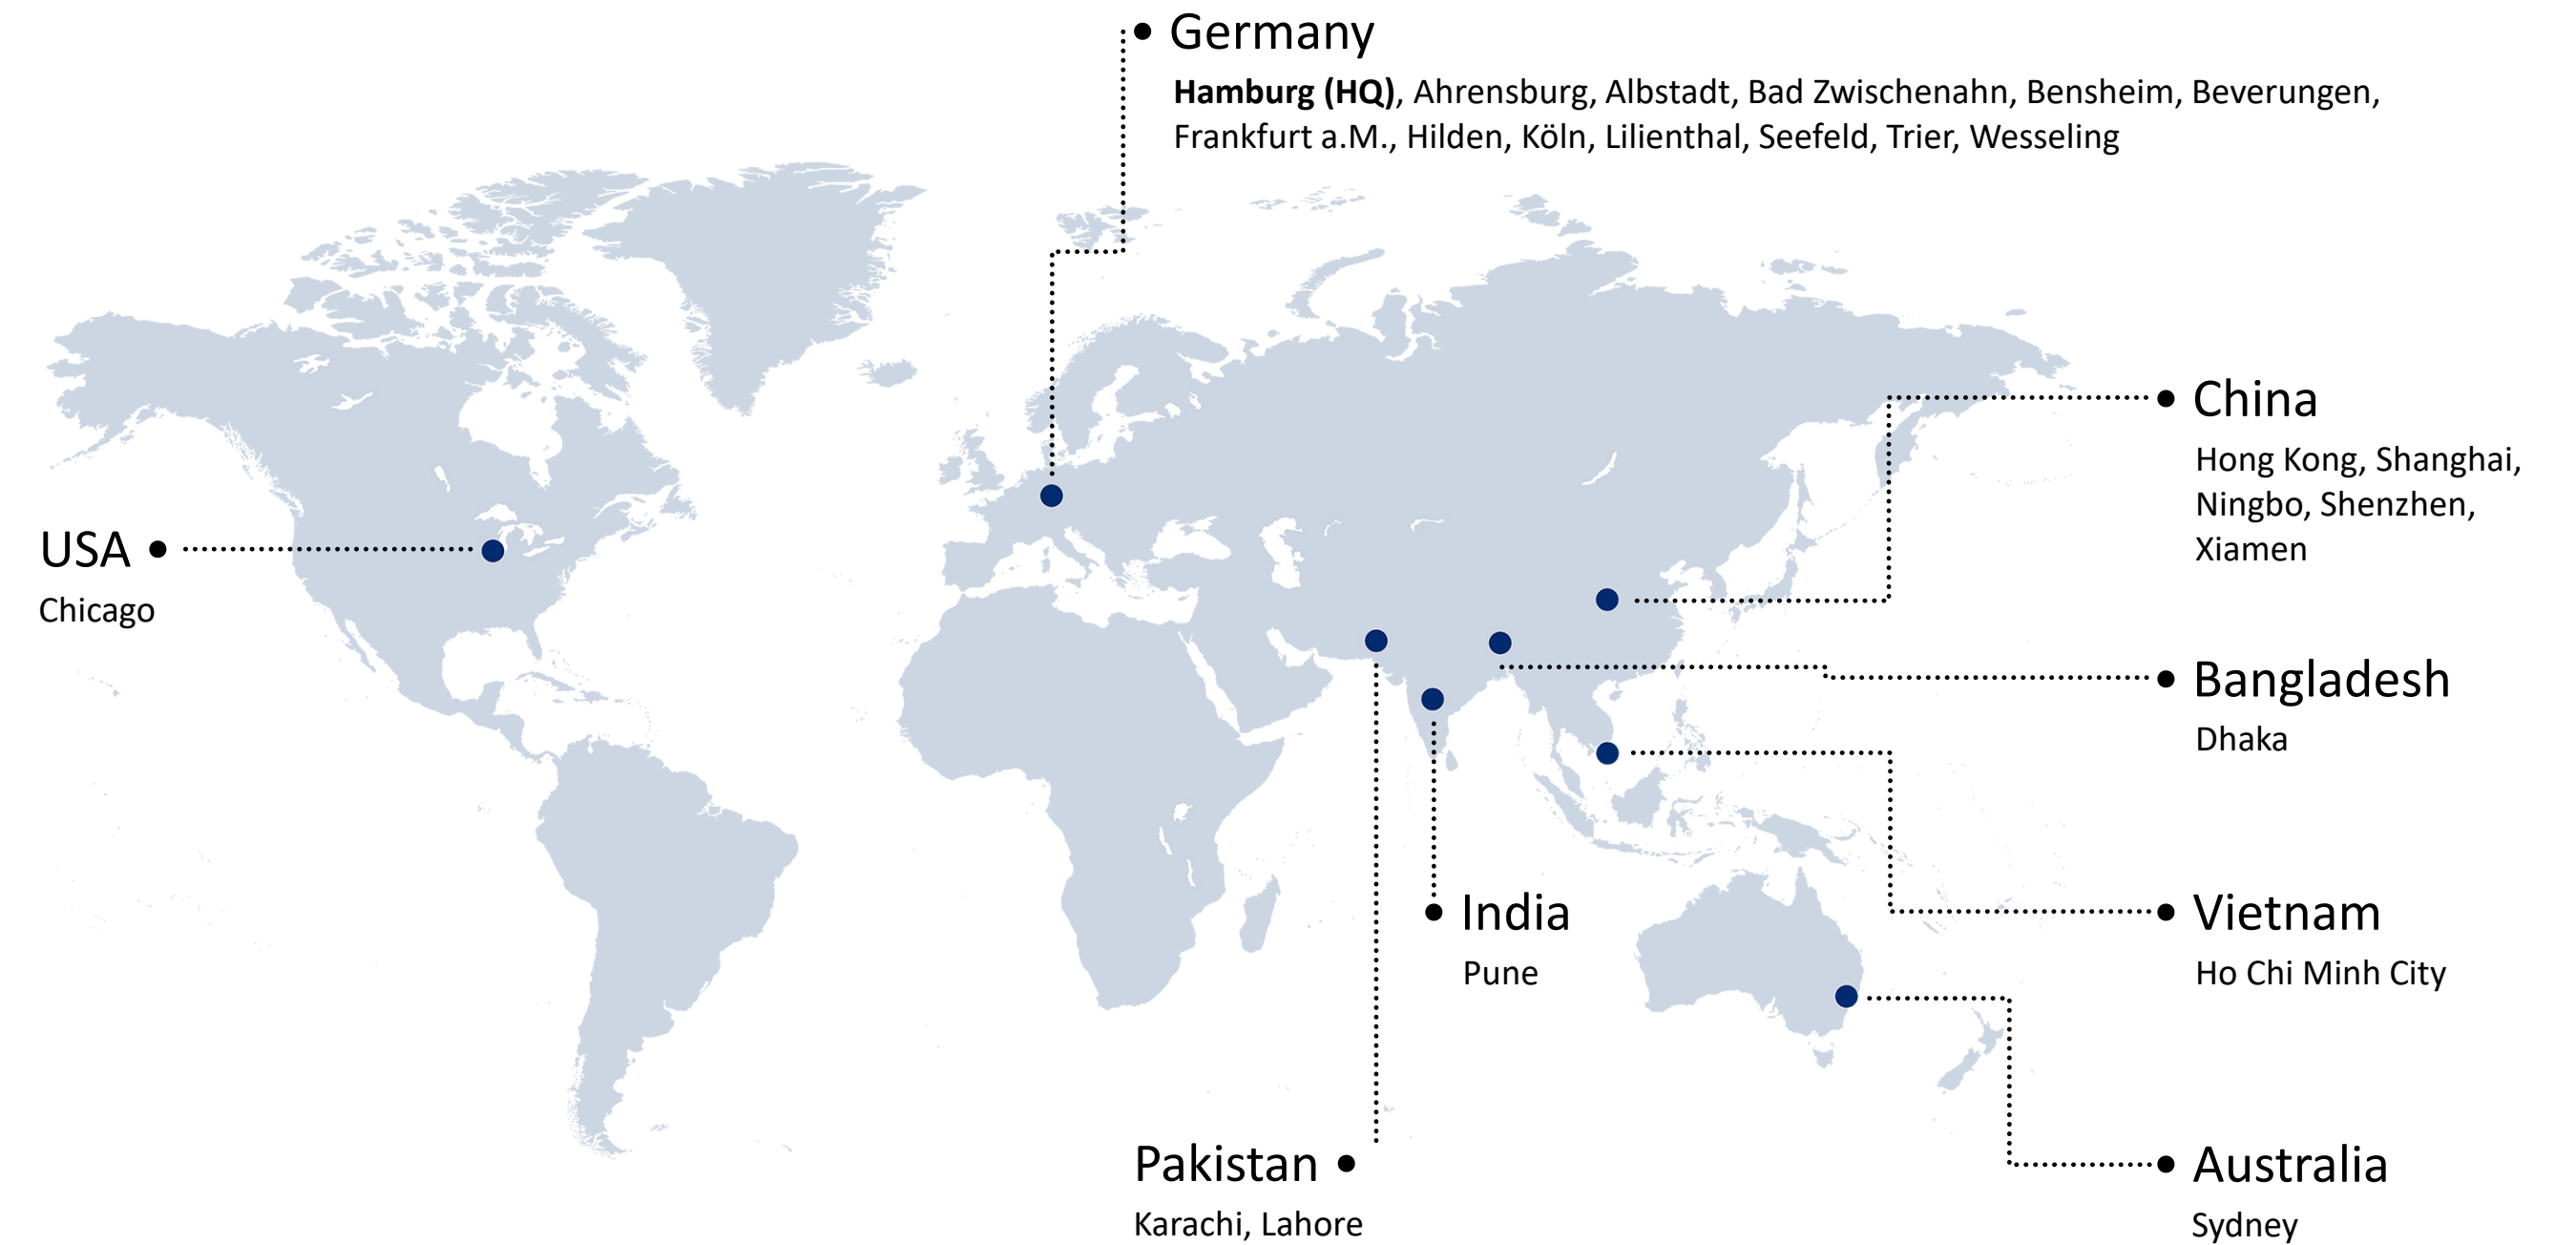 Germany
Hamburg (HQ), Ahrensburg, Albstadt, Bad Zwischenahn, Bensheim, Beverungen,
Frankfurt a.M., Hilden, Köln, Lilienthal, Seefeld, Trier, Wesseling
China
Hong Kong, Shanghai,
Ningbo, Shenzhen,
Xiamen
USA
Chicago
Bangladesh
Dhaka
India
Pune
Vietnam
Ho Chi Minh City
Pakistan
Karachi, Lahore
Australia
Sydney